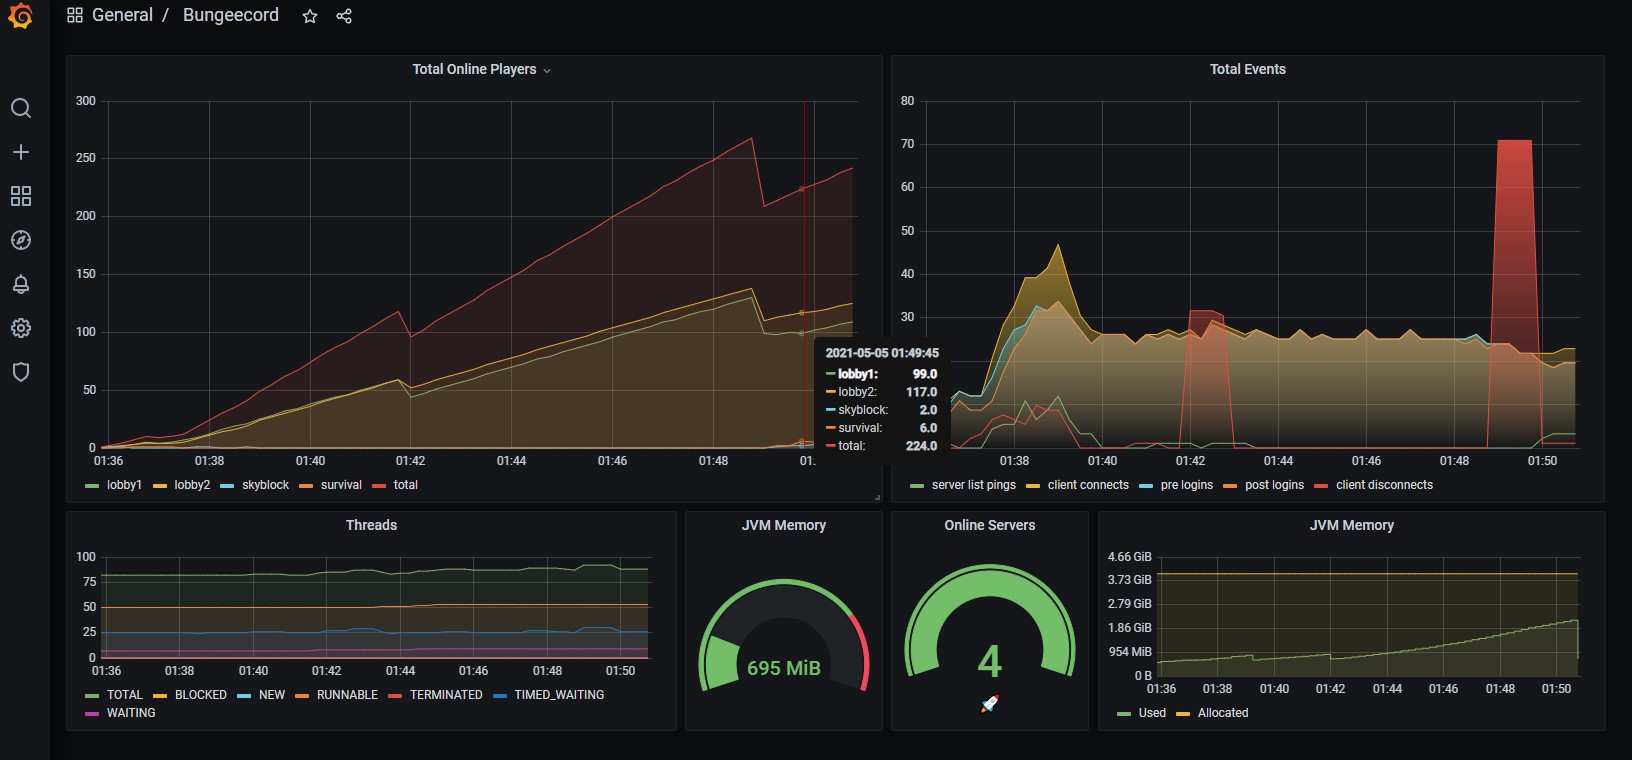 General / Bungeecord
Total Online Players
300
250
200
150
100
50
0
01:36 01:38 01:40 01:42 01:44 01:46 01:48 01:
lobby1 lobby2 skyblock survival total
2021-05-05 01:49:45
lobby1: 99.0
lobby2: 117.0
skyblock: 2.0
survival: 6.0
total: 224.0
Total Events
80
70
60
50
40
30
01:38 01:40 01:42 01:44 01:46 01:48 01:50
server list pings client connects pre logins post logins client disconnects
Threads
100
75
50
25
0
01:36 01:38 01:40 01:42 01:44 01:46 01:48 01:50
TOTAL BLOCKED NEW RUNNABLE TERMINATED TIMED_WAITING
WAITING
JVM Memory
695 MiB
Online Servers
4
JVM Memory
4.66 GiB
3.73 GiB
2.79 GiB
1.86 GiB
954 MiB
0 B
01:36 01:38 01:40 01:42 01:44 01:46 01:48 01:50
Used Allocated